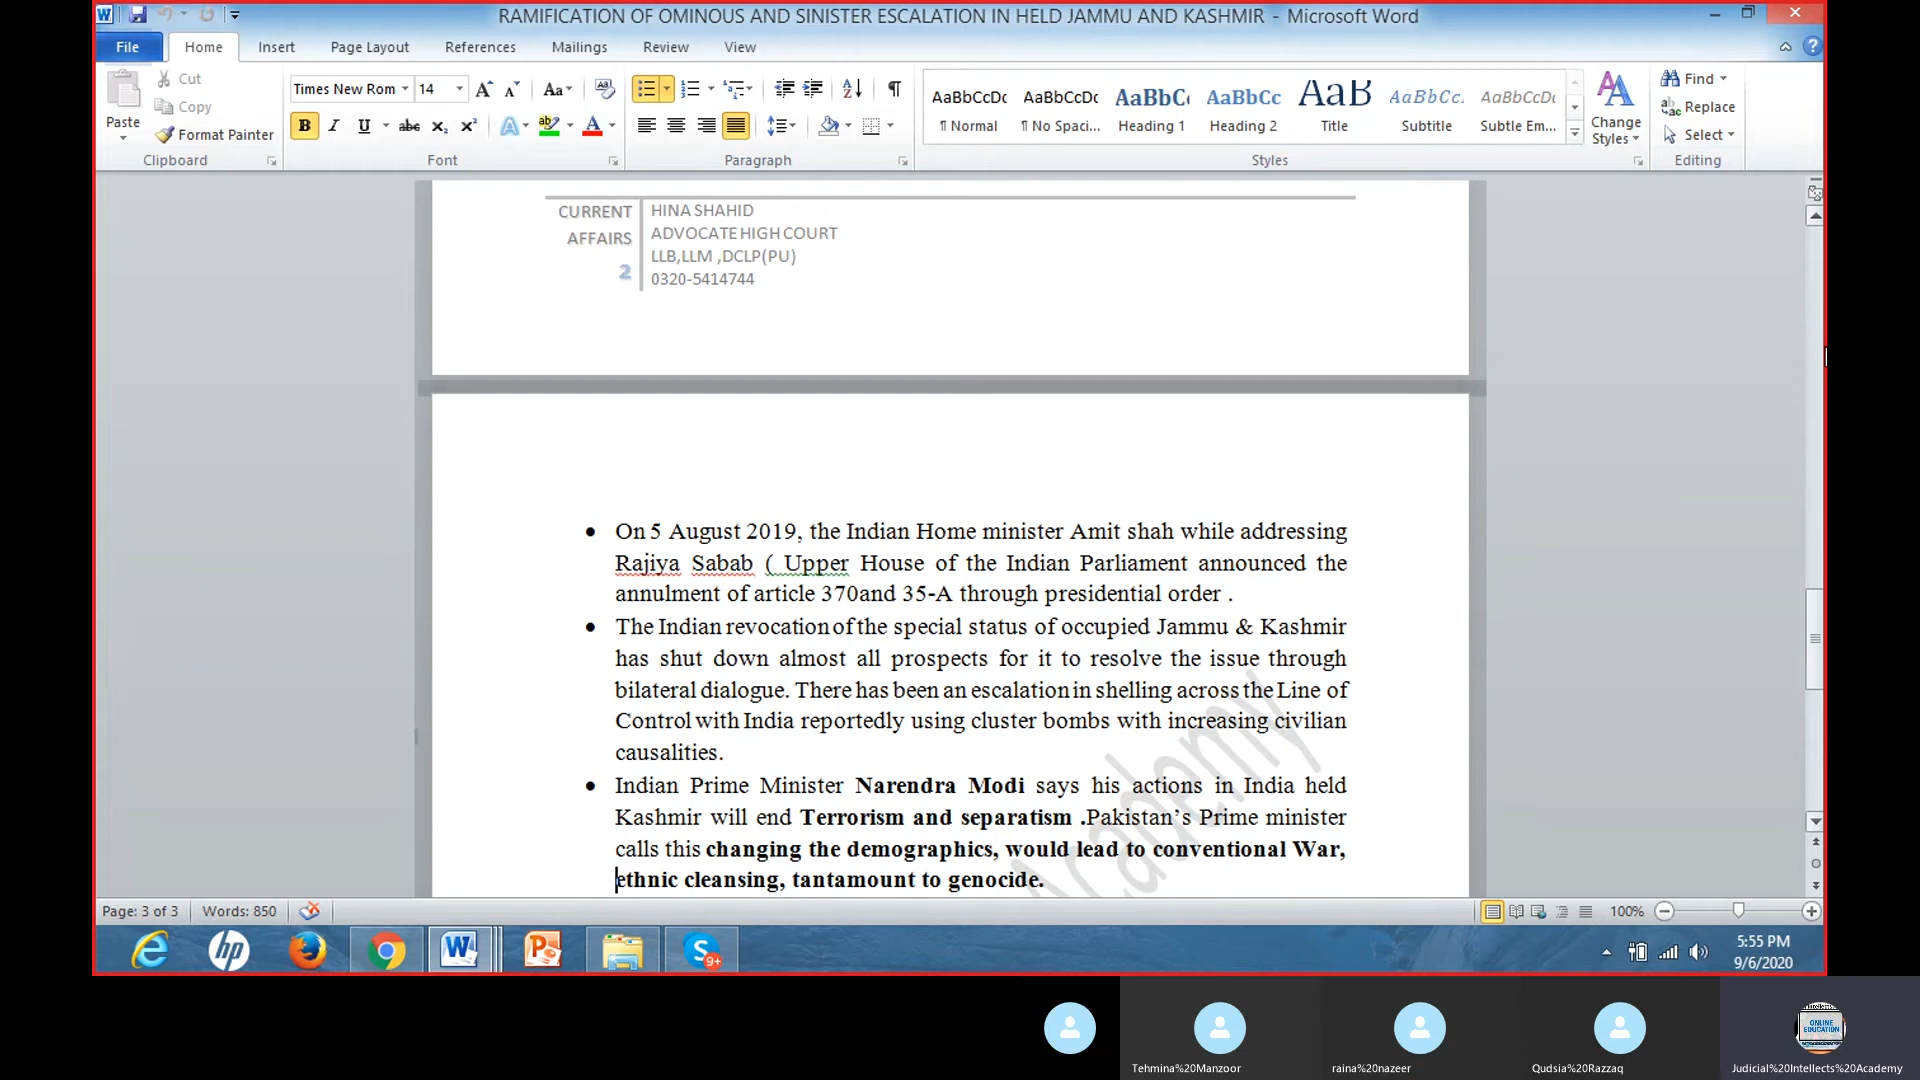 RAMIFICATION OF OMINOUS AND SINISTER ESCALATION IN HELD JAMMU AND KASHMIR - Microsoft Word
File Home Insert Page Layout References Mailings Review View
Paste
Cut
Copy
Format Painter
Clipboard
Times New Rom 14
Font
Paragraph
AaBbCcDc AaBbCcDc AaBbC AaBbCc AaB AaBbCc. AaBbCcDc
¶ Normal ¶ No Spaci... Heading 1 Heading 2 Title Subtitle Subtle Em...
Change
Styles
Styles
Find
Replace
Select
Editing
CURRENT
AFFAIRS
2
HINA SHAHID
ADVOCATE HIGH COURT
LLB,LLM ,DCLP(PU)
0320-5414744
• On 5 August 2019, the Indian Home minister Amit shah while addressing
Rajiya Sabab ( Upper House of the Indian Parliament announced the
annulment of article 370and 35-A through presidential order .
• The Indian revocation of the special status of occupied Jammu & Kashmir
has shut down almost all prospects for it to resolve the issue through
bilateral dialogue. There has been an escalation in shelling across the Line of
Control with India reportedly using cluster bombs with increasing civilian
causalities.
• Indian Prime Minister Narendra Modi says his actions in India held
Kashmir will end Terrorism and separatism .Pakistan's Prime minister
calls this changing the demographics, would lead to conventional War,
ethnic cleansing, tantamount to genocide.
Academy
Page: 3 of 3 Words: 850 100%
5:55 PM
9/6/2020
9+
ONLINE
EDUCATION
Tehmina%20Manzoor raina%20nazeer Qudsia%20Razzaq Judicial%20Intellects%20Academy